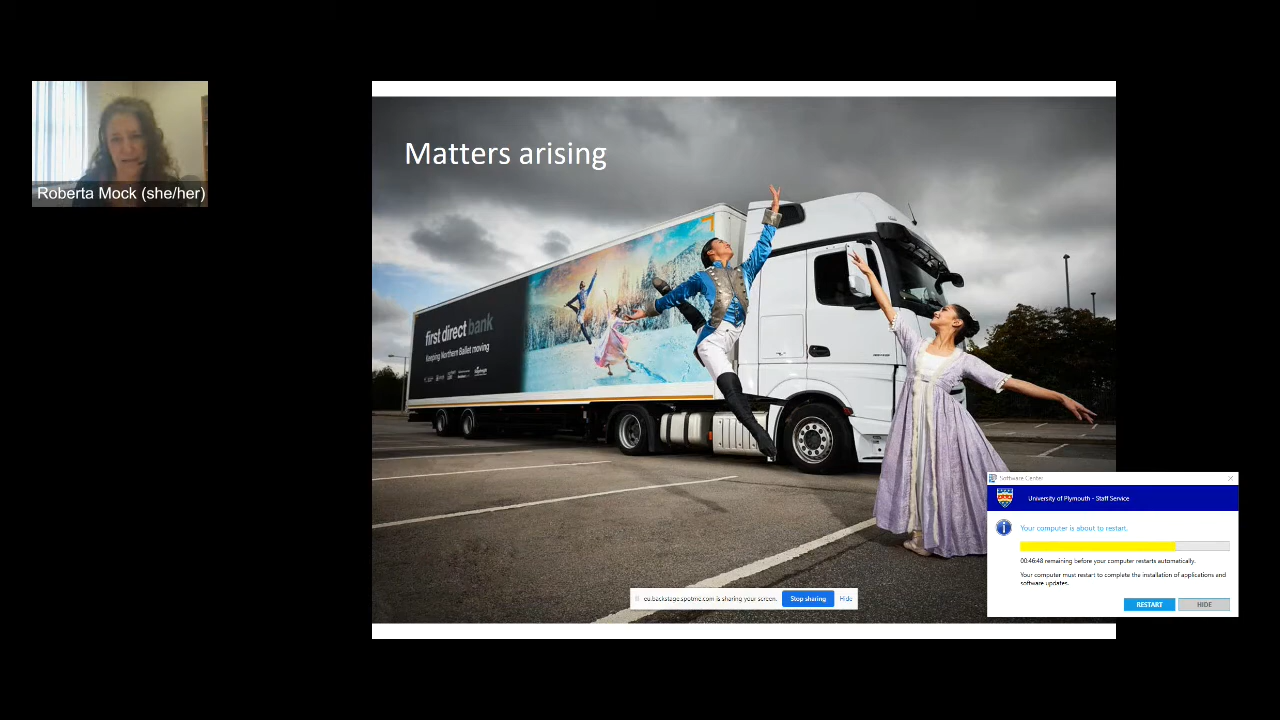 Roberta Mock (she/her)
Matters arising
first direct bank
Keeping Northern Ballet moving
Software Center
University of Plymouth - Staff Service
Your computer is about to restart.
00:46:48 remaining before your computer restarts automatically.
Your computer must restart to complete the installation of applications and
software updates.
RESTART
HIDE
eu.backstage.spotme.com is sharing your screen.
Stop sharing
Hide